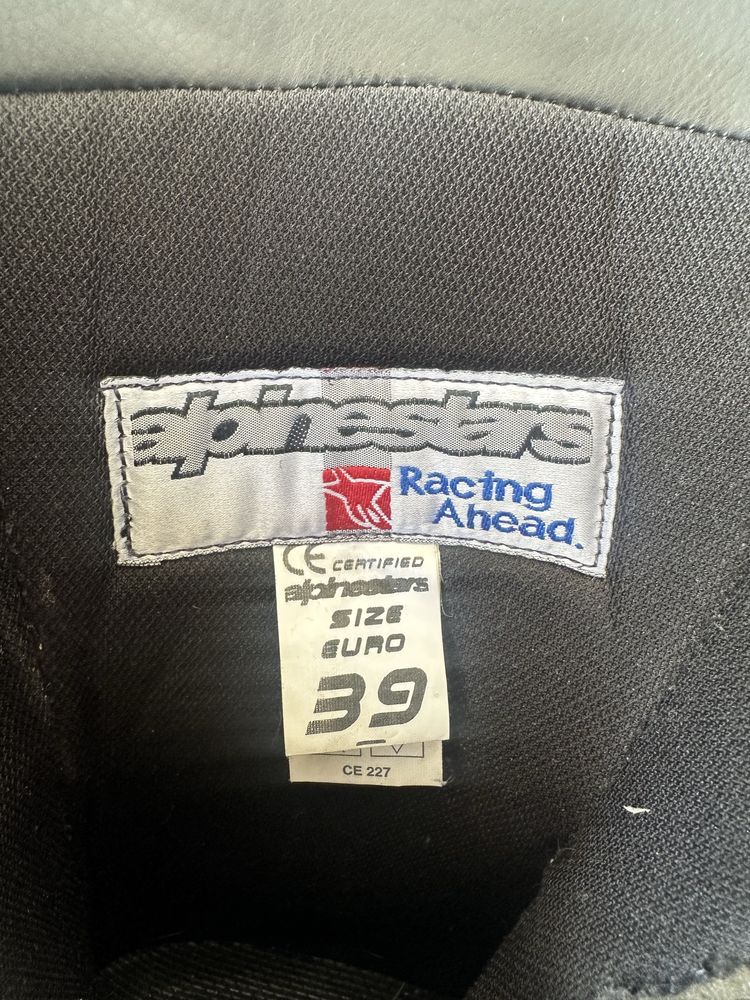 alpinestars
Racing
Ahead.
CE CERTIFIED
alpinestars
SIZE
EURO
39
CE 227